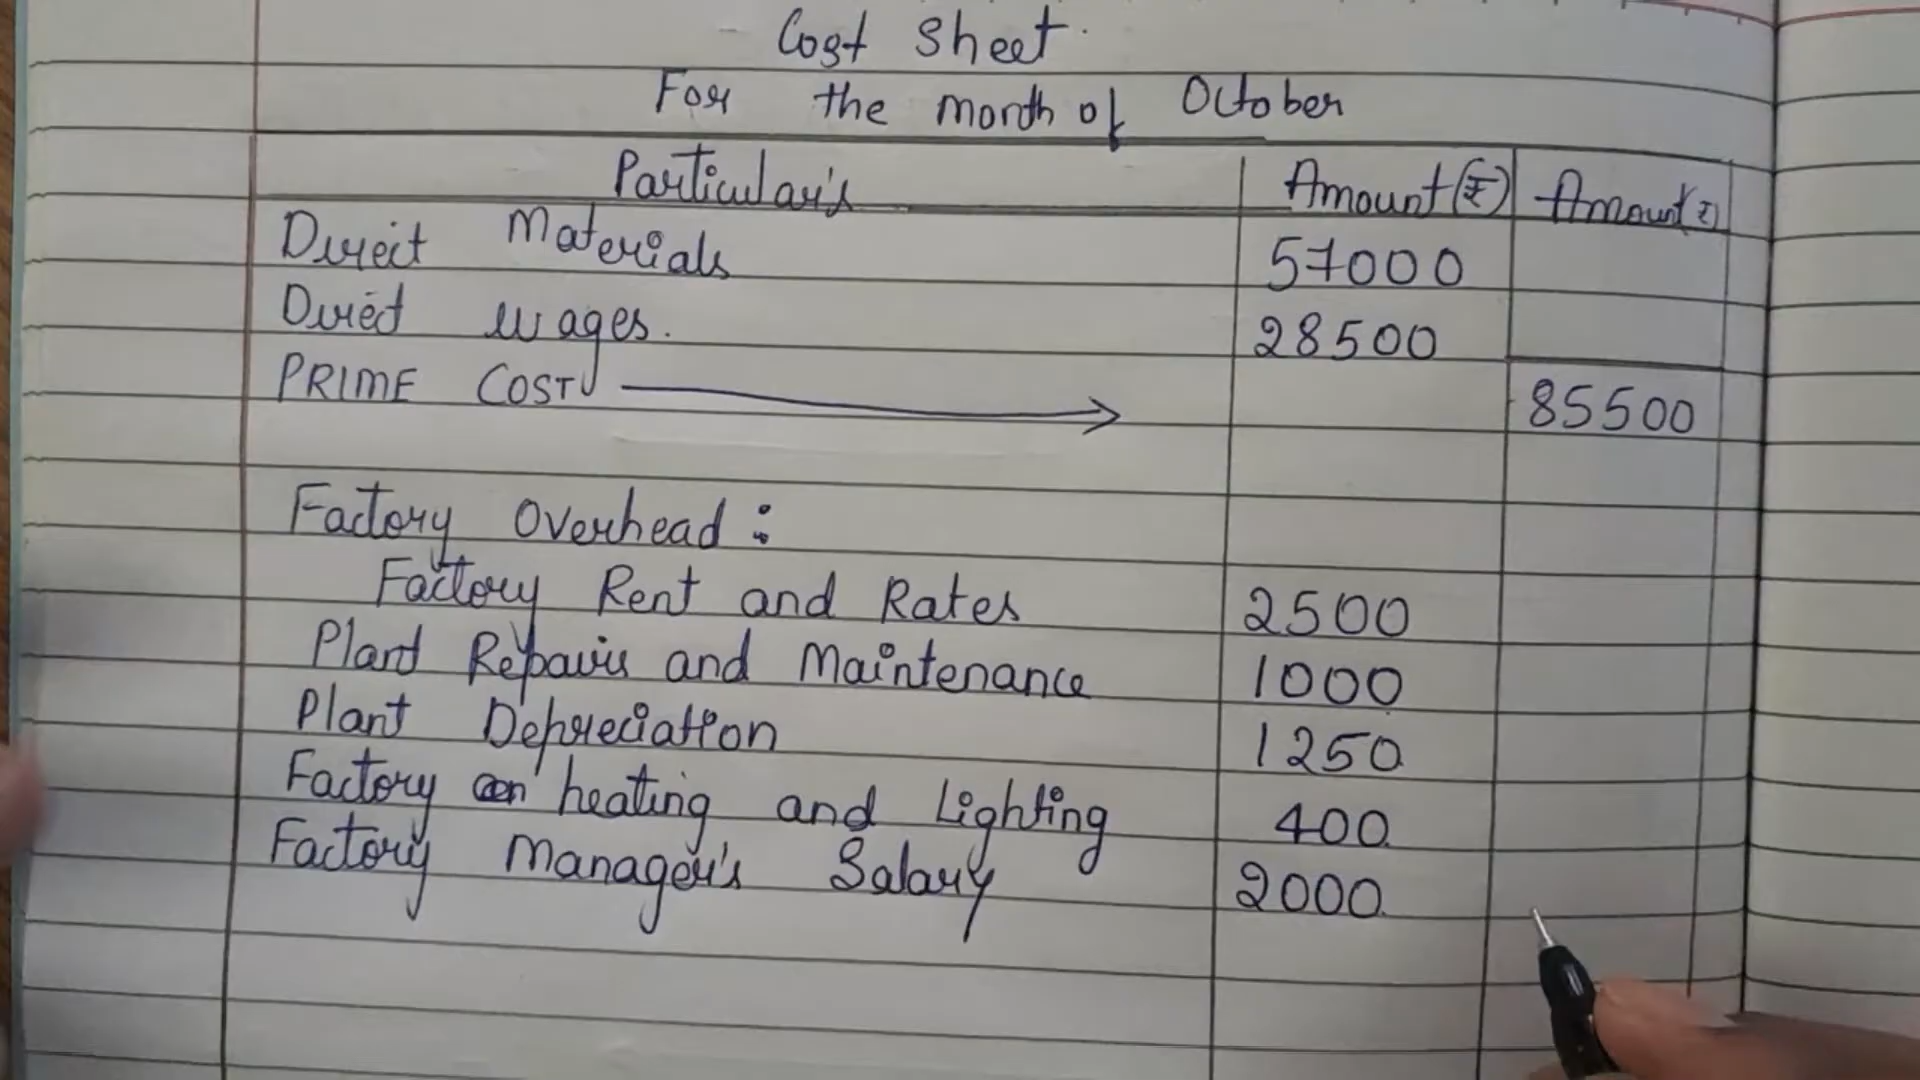 Cost Sheet
For the month of October
Particulars Amount (₹) Amount (₹)
Direct Materials 57000
Direct wages. 28500
PRIME COST → 85500
Factory Overhead :
Factory Rent and Rates 2500
Plant Repairs and Maintenance 1000
Plant Depreciation 1250
Factory heating and Lighting 400
Factory Manager's Salary 2000